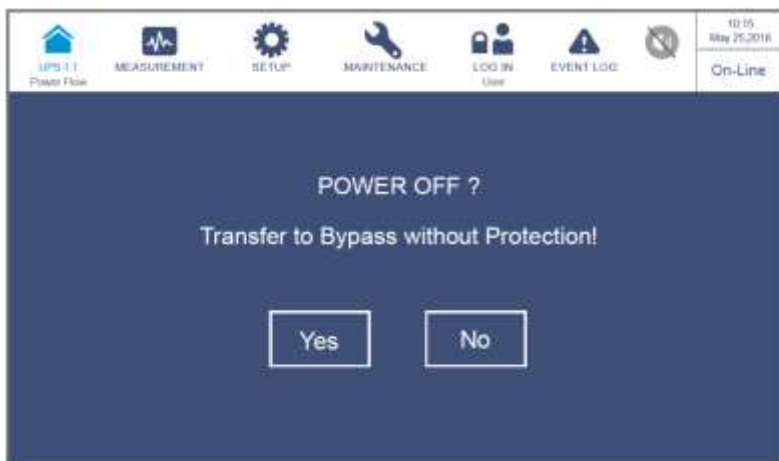 UPS-1.1
Power Flow
MEASUREMENT
SETUP
MAINTENANCE
LOG IN
User
EVENT LOG
10:15
May 25,2016
On-Line
POWER OFF ?
Transfer to Bypass without Protection!
Yes
No